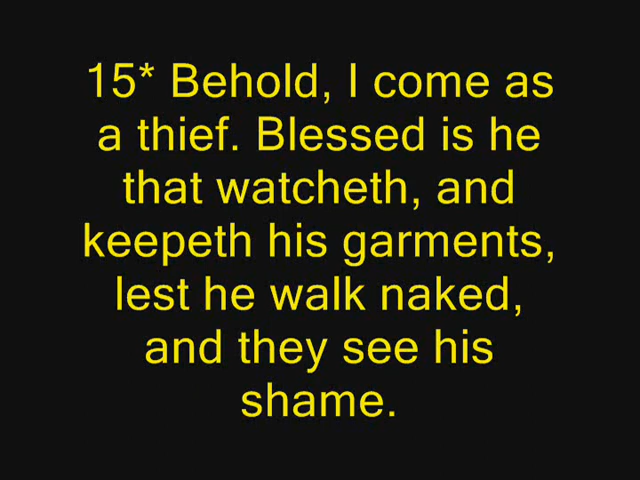 15* Behold, I come as
a thief. Blessed is he
that watcheth, and
keepeth his garments,
lest he walk naked,
and they see his
shame.